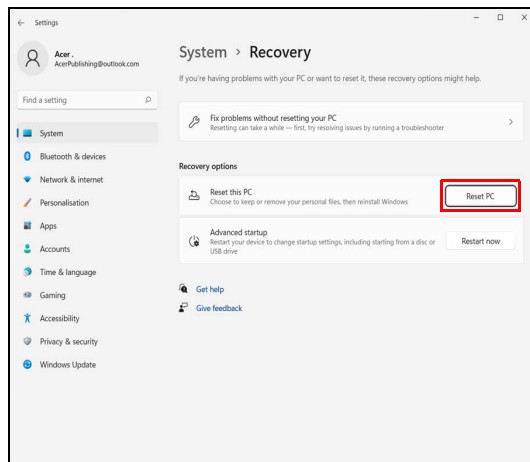 Settings
Acer .
AcerPublishing@outlook.com
Find a setting
System
Bluetooth & devices
Network & internet
Personalisation
Apps
Accounts
Time & language
Gaming
Accessibility
Privacy & security
Windows Update
System > Recovery
If you're having problems with your PC or want to reset it, these recovery options might help.
Fix problems without resetting your PC
Resetting can take a while — first, try resolving issues by running a troubleshooter
Recovery options
Reset this PC
Choose to keep or remove your personal files, then reinstall Windows
Reset PC
Advanced startup
Restart your device to change startup settings, including starting from a disc or
USB drive
Restart now
Get help
Give feedback